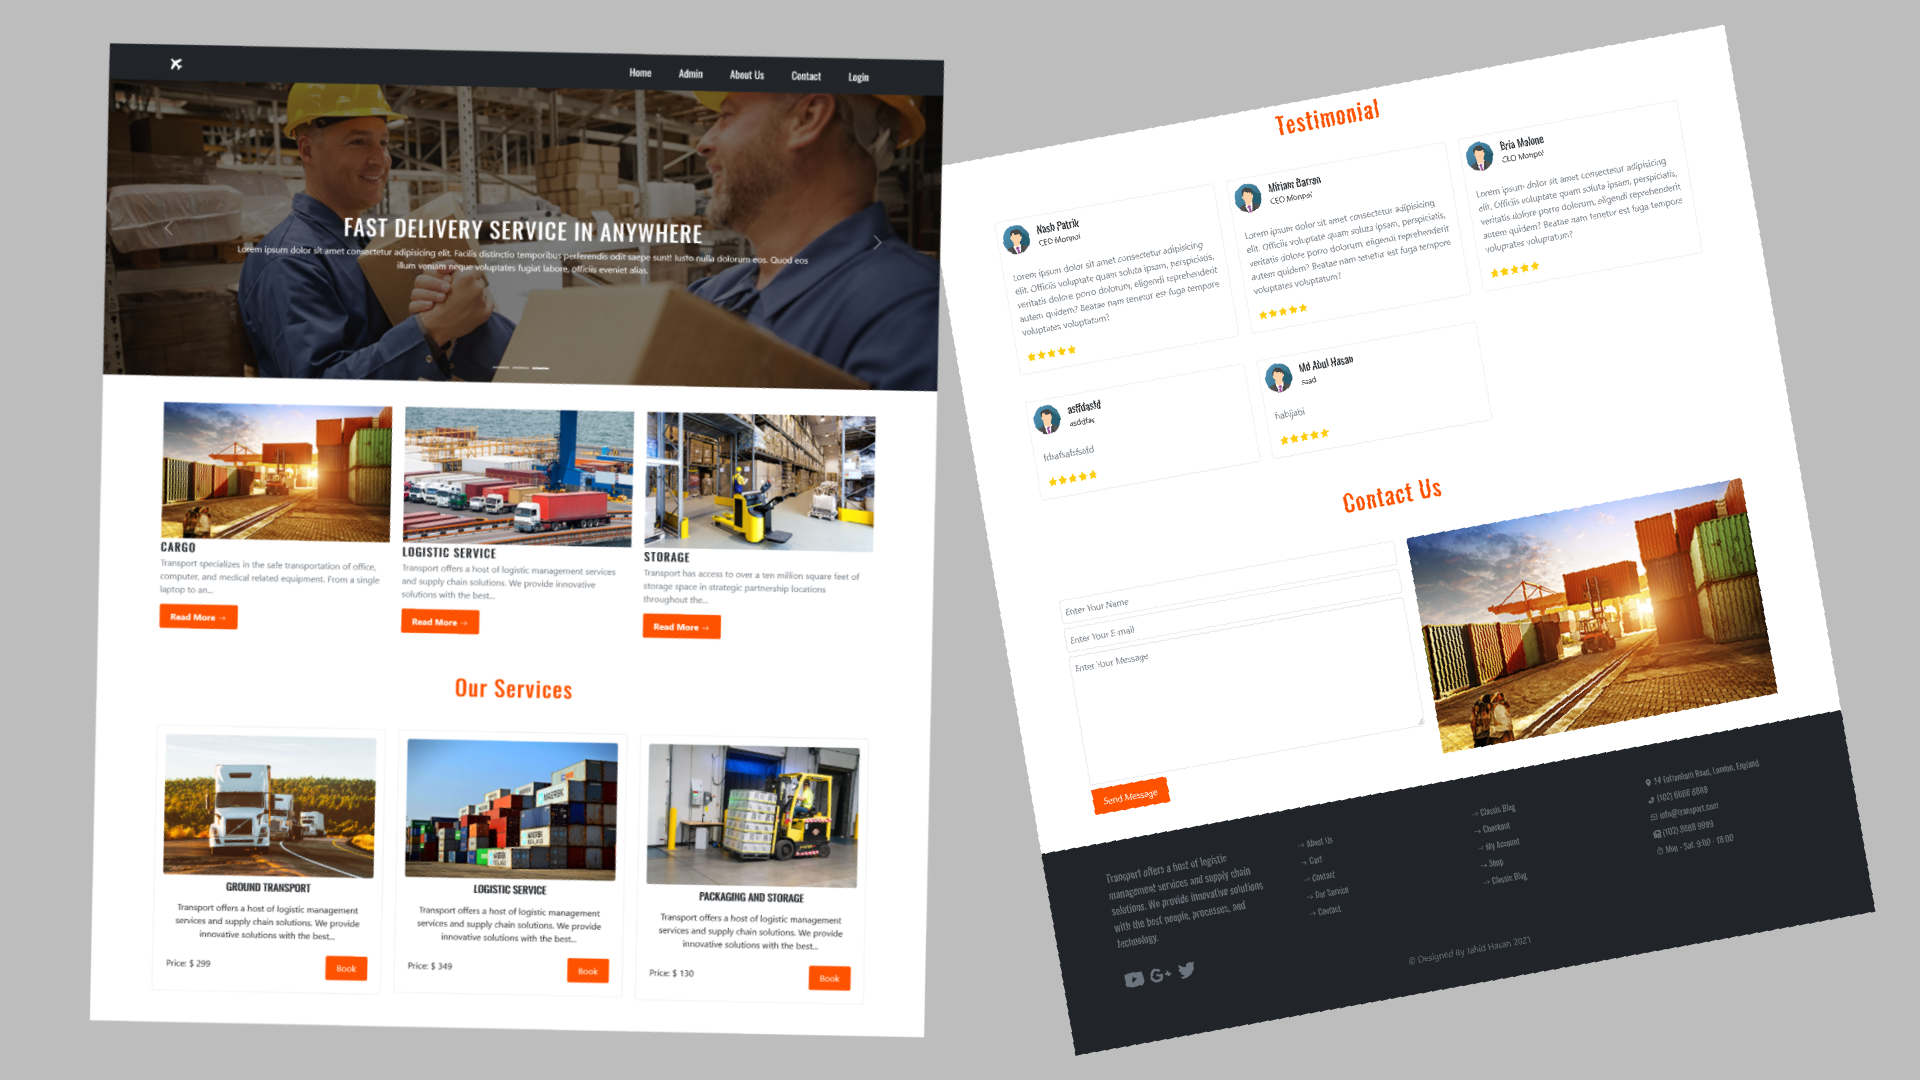 Home Admin About Us Contact Login
FAST DELIVERY SERVICE IN ANYWHERE
Lorem ipsum dolor sit amet consectetur adipisicing elit. Facilis distinctio temporibus perferendis odit saepe sunt! Iusto nulla dolorum eos. Quod eos
illum veniam neque voluptates fugiat labore, officiis eveniet alias.
CARGO
Transport specializes in the safe transportation of office,
computer, and medical related equipment. From a single
laptop to an...
Read More →
LOGISTIC SERVICE
Transport offers a host of logistic management services
and supply chain solutions. We provide innovative
solutions with the best...
Read More →
STORAGE
Transport has access to over a ten million square feet of
storage space in strategic partnership locations
throughout the...
Read More →
Our Services
GROUND TRANSPORT
Transport offers a host of logistic management
services and supply chain solutions. We provide
innovative solutions with the best...
Price: $ 299
Book
LOGISTIC SERVICE
Transport offers a host of logistic management
services and supply chain solutions. We provide
innovative solutions with the best...
Price: $ 349
Book
PACKAGING AND STORAGE
Transport offers a host of logistic management
services and supply chain solutions. We provide
innovative solutions with the best...
Price: $ 130
Book
Testimonial
Nash Patrik
CEO Monpol
Lorem ipsum dolor sit amet consectetur adipisicing
elit. Officiis voluptate quam soluta ipsam, perspiciatis,
veritatis dolore porro dolorum, eligendi reprehenderit
autem quidem? Beatae nam tenetur est fuga tempore
voluptates voluptatum?
Miriam Barron
CEO Monpol
Lorem ipsum dolor sit amet consectetur adipisicing
elit. Officiis voluptate quam soluta ipsam, perspiciatis,
veritatis dolore porro dolorum, eligendi reprehenderit
autem quidem? Beatae nam tenetur est fuga tempore
voluptates voluptatum?
Bria Malone
CEO Monpol
Lorem ipsum dolor sit amet consectetur adipisicing
elit. Officiis voluptate quam soluta ipsam, perspiciatis,
veritatis dolore porro dolorum, eligendi reprehenderit
autem quidem? Beatae nam tenetur est fuga tempore
voluptates voluptatum?
Md Abul Hasan
saad
habijabi
Contact Us
Enter Your Name
Enter Your E-mail
Enter Your Message
Send Message
Transport offers a host of logistic
management services and supply chain
solutions. We provide innovative solutions
with the best people, processes, and
technology.
→ About Us
→ Cart
→ Contact
→ Our Service
→ Contact
→ Classic Blog
→ Checkout
→ My Account
→ Shop
→ Classic Blog
14 Tottenham Road, London, England
(102) 6666 8888
info@transport.com
(102) 8888 9999
Mon - Sat: 9:00 - 18:00
© Designed By Jahid Hasan 2021